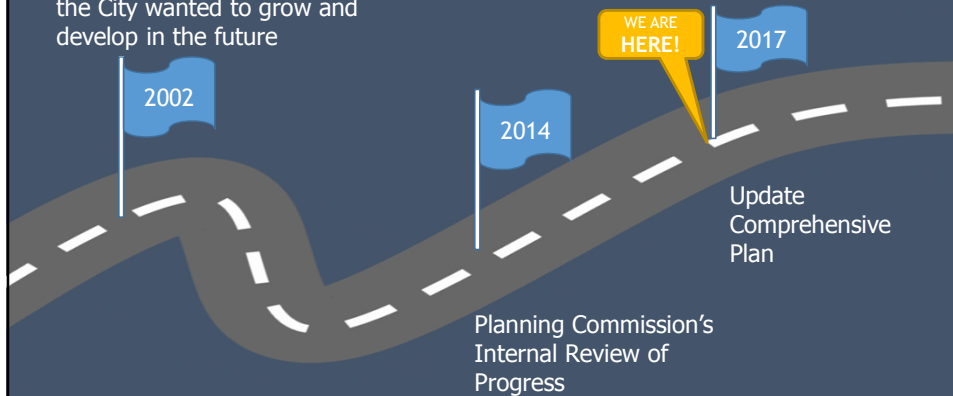 the City wanted to grow and
develop in the future
2002
2014
WE ARE
HERE!
2017
Update
Comprehensive
Plan
Planning Commission’s
Internal Review of
Progress